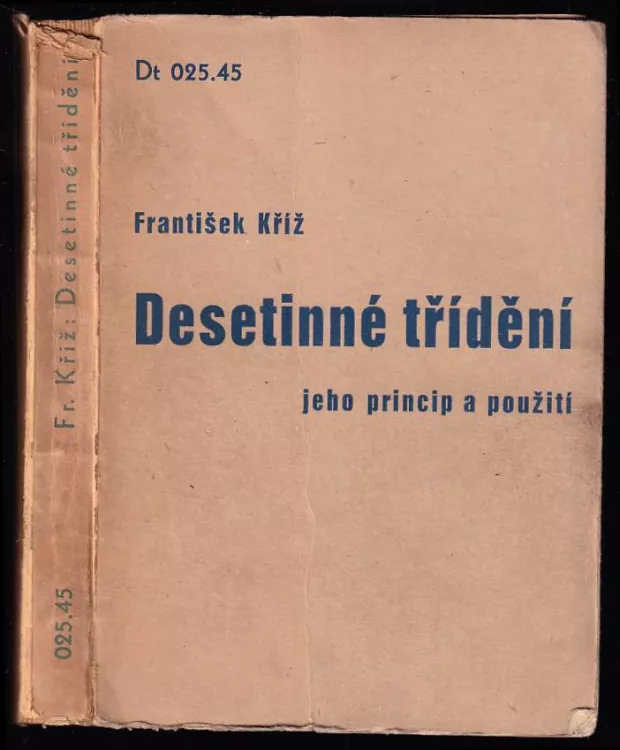 Dt 025.45
František Kříž
Desetinné třídění
jeho princip a použití
Fr. Kříž: Desetinné třídění
025.45